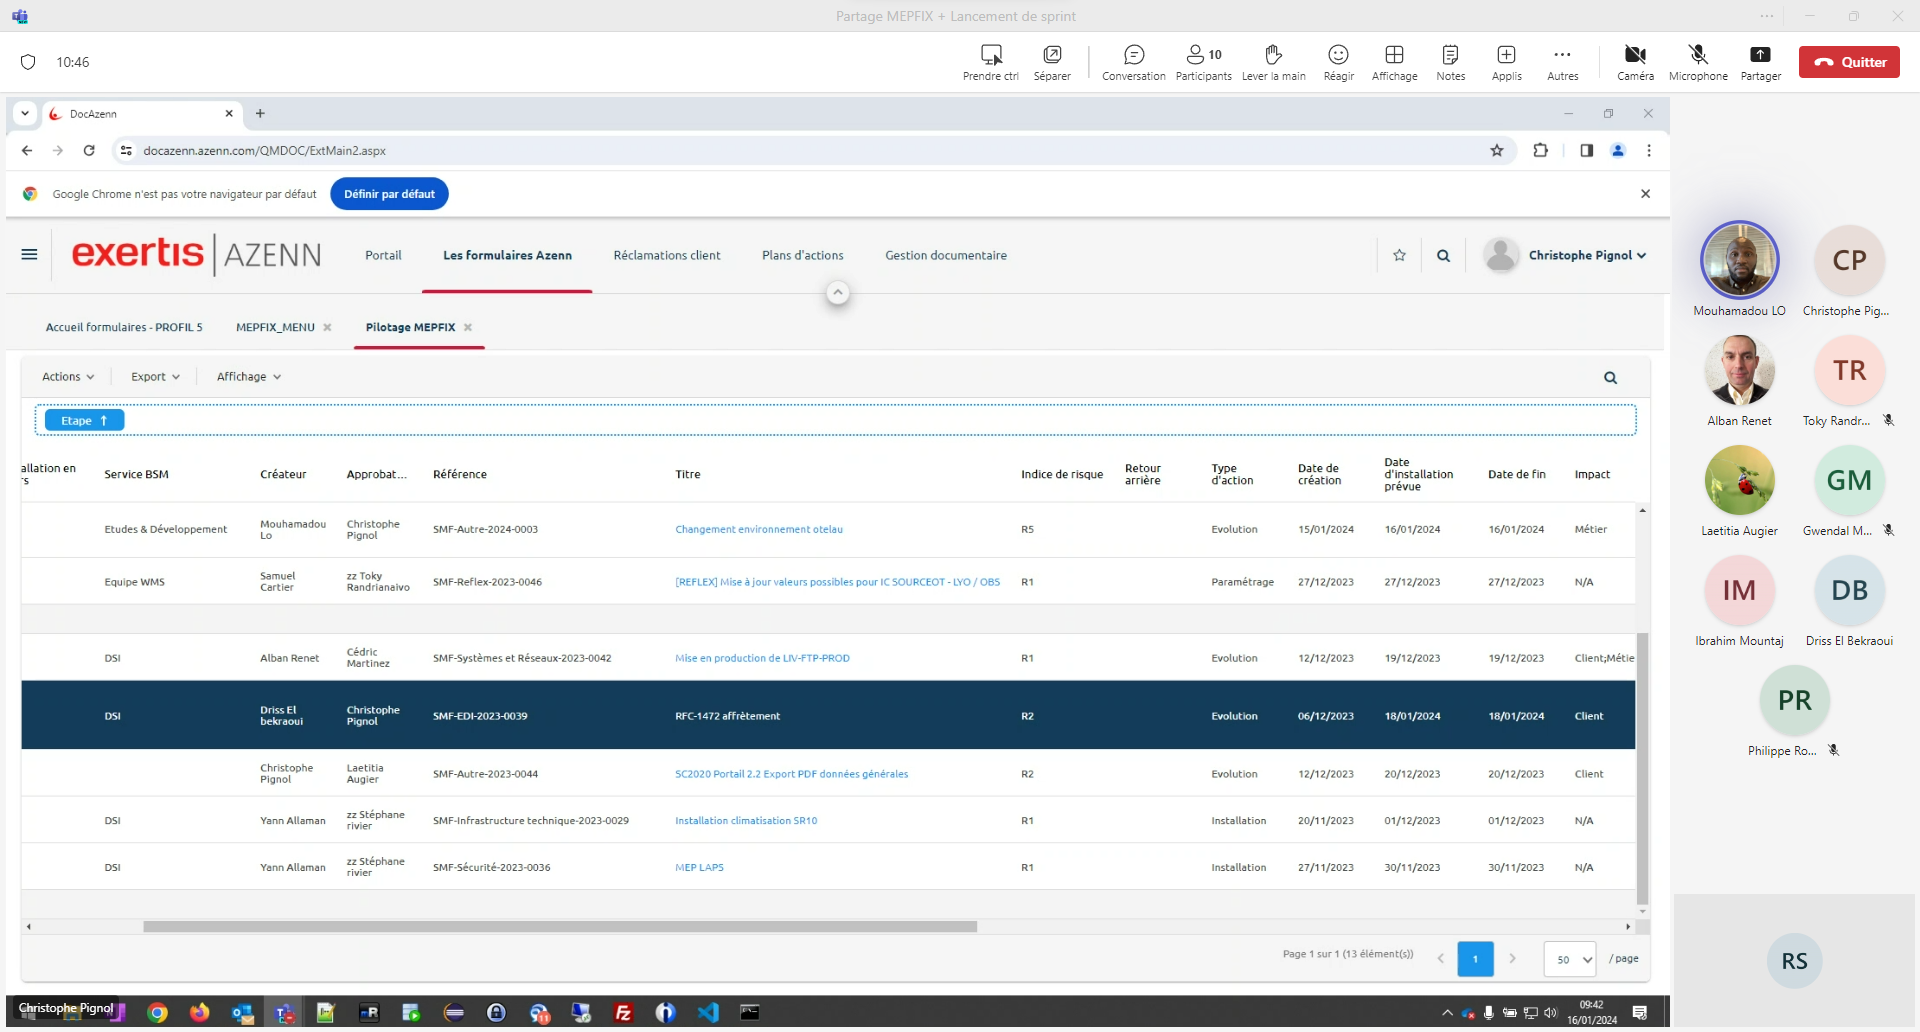 Partage MEPFIX + Lancement de sprint
10:46
Prendre ctrl
Séparer
Conversation
10
Participants
Lever la main
Réagir
Affichage
Notes
Applis
Autres
Caméra
Microphone
Partager
Quitter
DocAzenn
docazenn.azenn.com/QMDOC/ExtMain2.aspx
Google Chrome n'est pas votre navigateur par défaut
Définir par défaut
exertis | AZENN
Portail
Les formulaires Azenn
Réclamations client
Plans d'actions
Gestion documentaire
Christophe Pignol
Accueil formulaires - PROFIL 5
MEPFIX_MENU
Pilotage MEPFIX
Actions
Export
Affichage
Etape
allation en
rs
Service BSM
Créateur
Approbat...
Référence
Titre
Indice de risque
Retour
arrière
Type
d'action
Date de
création
Date
d'installation
prévue
Date de fin
Impact
Etudes & Développement
Mouhamadou
Lo
Christophe
Pignol
SMF-Autre-2024-0003
Changement environnement otelau
R5
Evolution
15/01/2024
16/01/2024
16/01/2024
Métier
Equipe WMS
Samuel
Cartier
zz Toky
Randrianaivo
SMF-Reflex-2023-0046
[REFLEX] Mise à jour valeurs possibles pour IC SOURCEOT - LYO / OBS
R1
Paramétrage
27/12/2023
27/12/2023
27/12/2023
N/A
DSI
Alban Renet
Cédric
Martinez
SMF-Systèmes et Réseaux-2023-0042
Mise en production de LIV-FTP-PROD
R1
Evolution
12/12/2023
19/12/2023
19/12/2023
Client;Métie
DSI
Driss El
bekraoui
Christophe
Pignol
SMF-EDI-2023-0039
RFC-1472 affrètement
R2
Evolution
06/12/2023
18/01/2024
18/01/2024
Client
Christophe
Pignol
Laetitia
Augier
SMF-Autre-2023-0044
SC2020 Portail 2.2 Export PDF données générales
R2
Evolution
12/12/2023
20/12/2023
20/12/2023
Client
DSI
Yann Allaman
zz Stéphane
rivier
SMF-Infrastructure technique-2023-0029
Installation climatisation SR10
R1
Installation
20/11/2023
01/12/2023
01/12/2023
N/A
DSI
Yann Allaman
zz Stéphane
rivier
SMF-Sécurité-2023-0036
MEP LAPS
R1
Installation
27/11/2023
30/11/2023
30/11/2023
N/A
Page 1 sur 1 (13 élément(s))
1
50
/ page
Christophe Pignol
09:42
16/01/2024
Mouhamadou LO
CP
Christophe Pig...
Alban Renet
TR
Toky Randr...
Laetitia Augier
GM
Gwendal M...
IM
Ibrahim Mountaj
DB
Driss El Bekraoui
PR
Philippe Ro...
RS